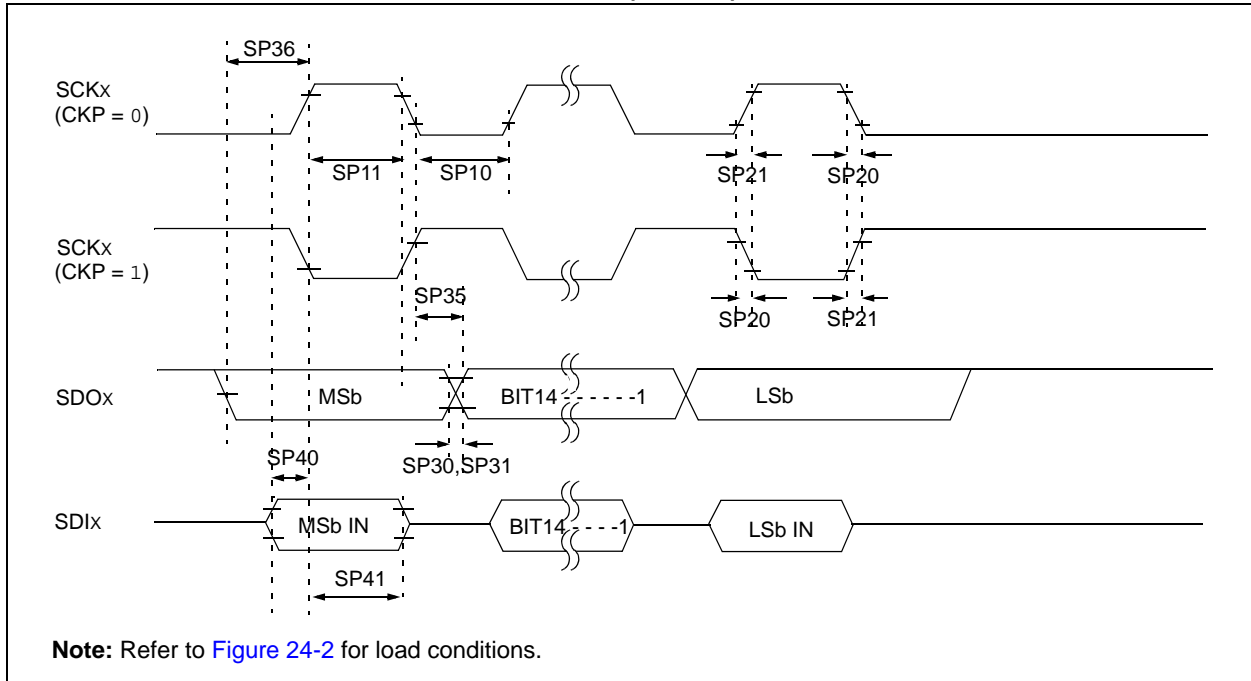 SP36
SCKX
(CKP = 0)
SP11
SP10
SP21
SP20
SCKX
(CKP = 1)
SP35
SP20
SP21
SDOX
MSb
BIT14 - - - - - -1
LSb
SP40
SP30,SP31
SDIX
MSb IN
BIT14 - - - - -1
LSb IN
SP41
Note: Refer to Figure 24-2 for load conditions.